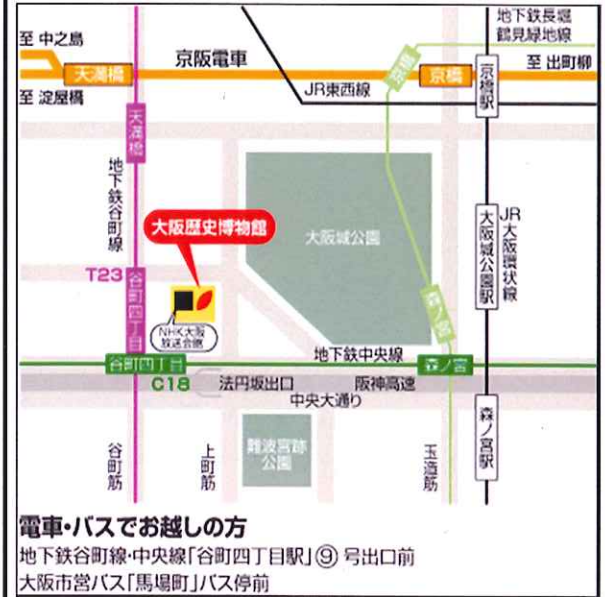 地下鉄長堀
鶴見緑地線
至 中之島
京阪電車
天満橋
京橋
京橋
京橋駅
至 出町柳
至 淀屋橋
JR東西線
天満橋
地下鉄谷町線
大阪歴史博物館
大阪城公園
大阪城公園駅
JR大阪環状線
T23
谷町四丁目
NHK大阪
放送会館
森ノ宮
地下鉄中央線
谷町四丁目
森ノ宮
C18
法円坂出口
阪神高速
中央大通り
森ノ宮駅
谷町筋
上町筋
難波宮跡
公園
玉造筋
電車・バスでお越しの方
地下鉄谷町線・中央線「谷町四丁目駅」⑨号出口前
大阪市営バス「馬場町」バス停前